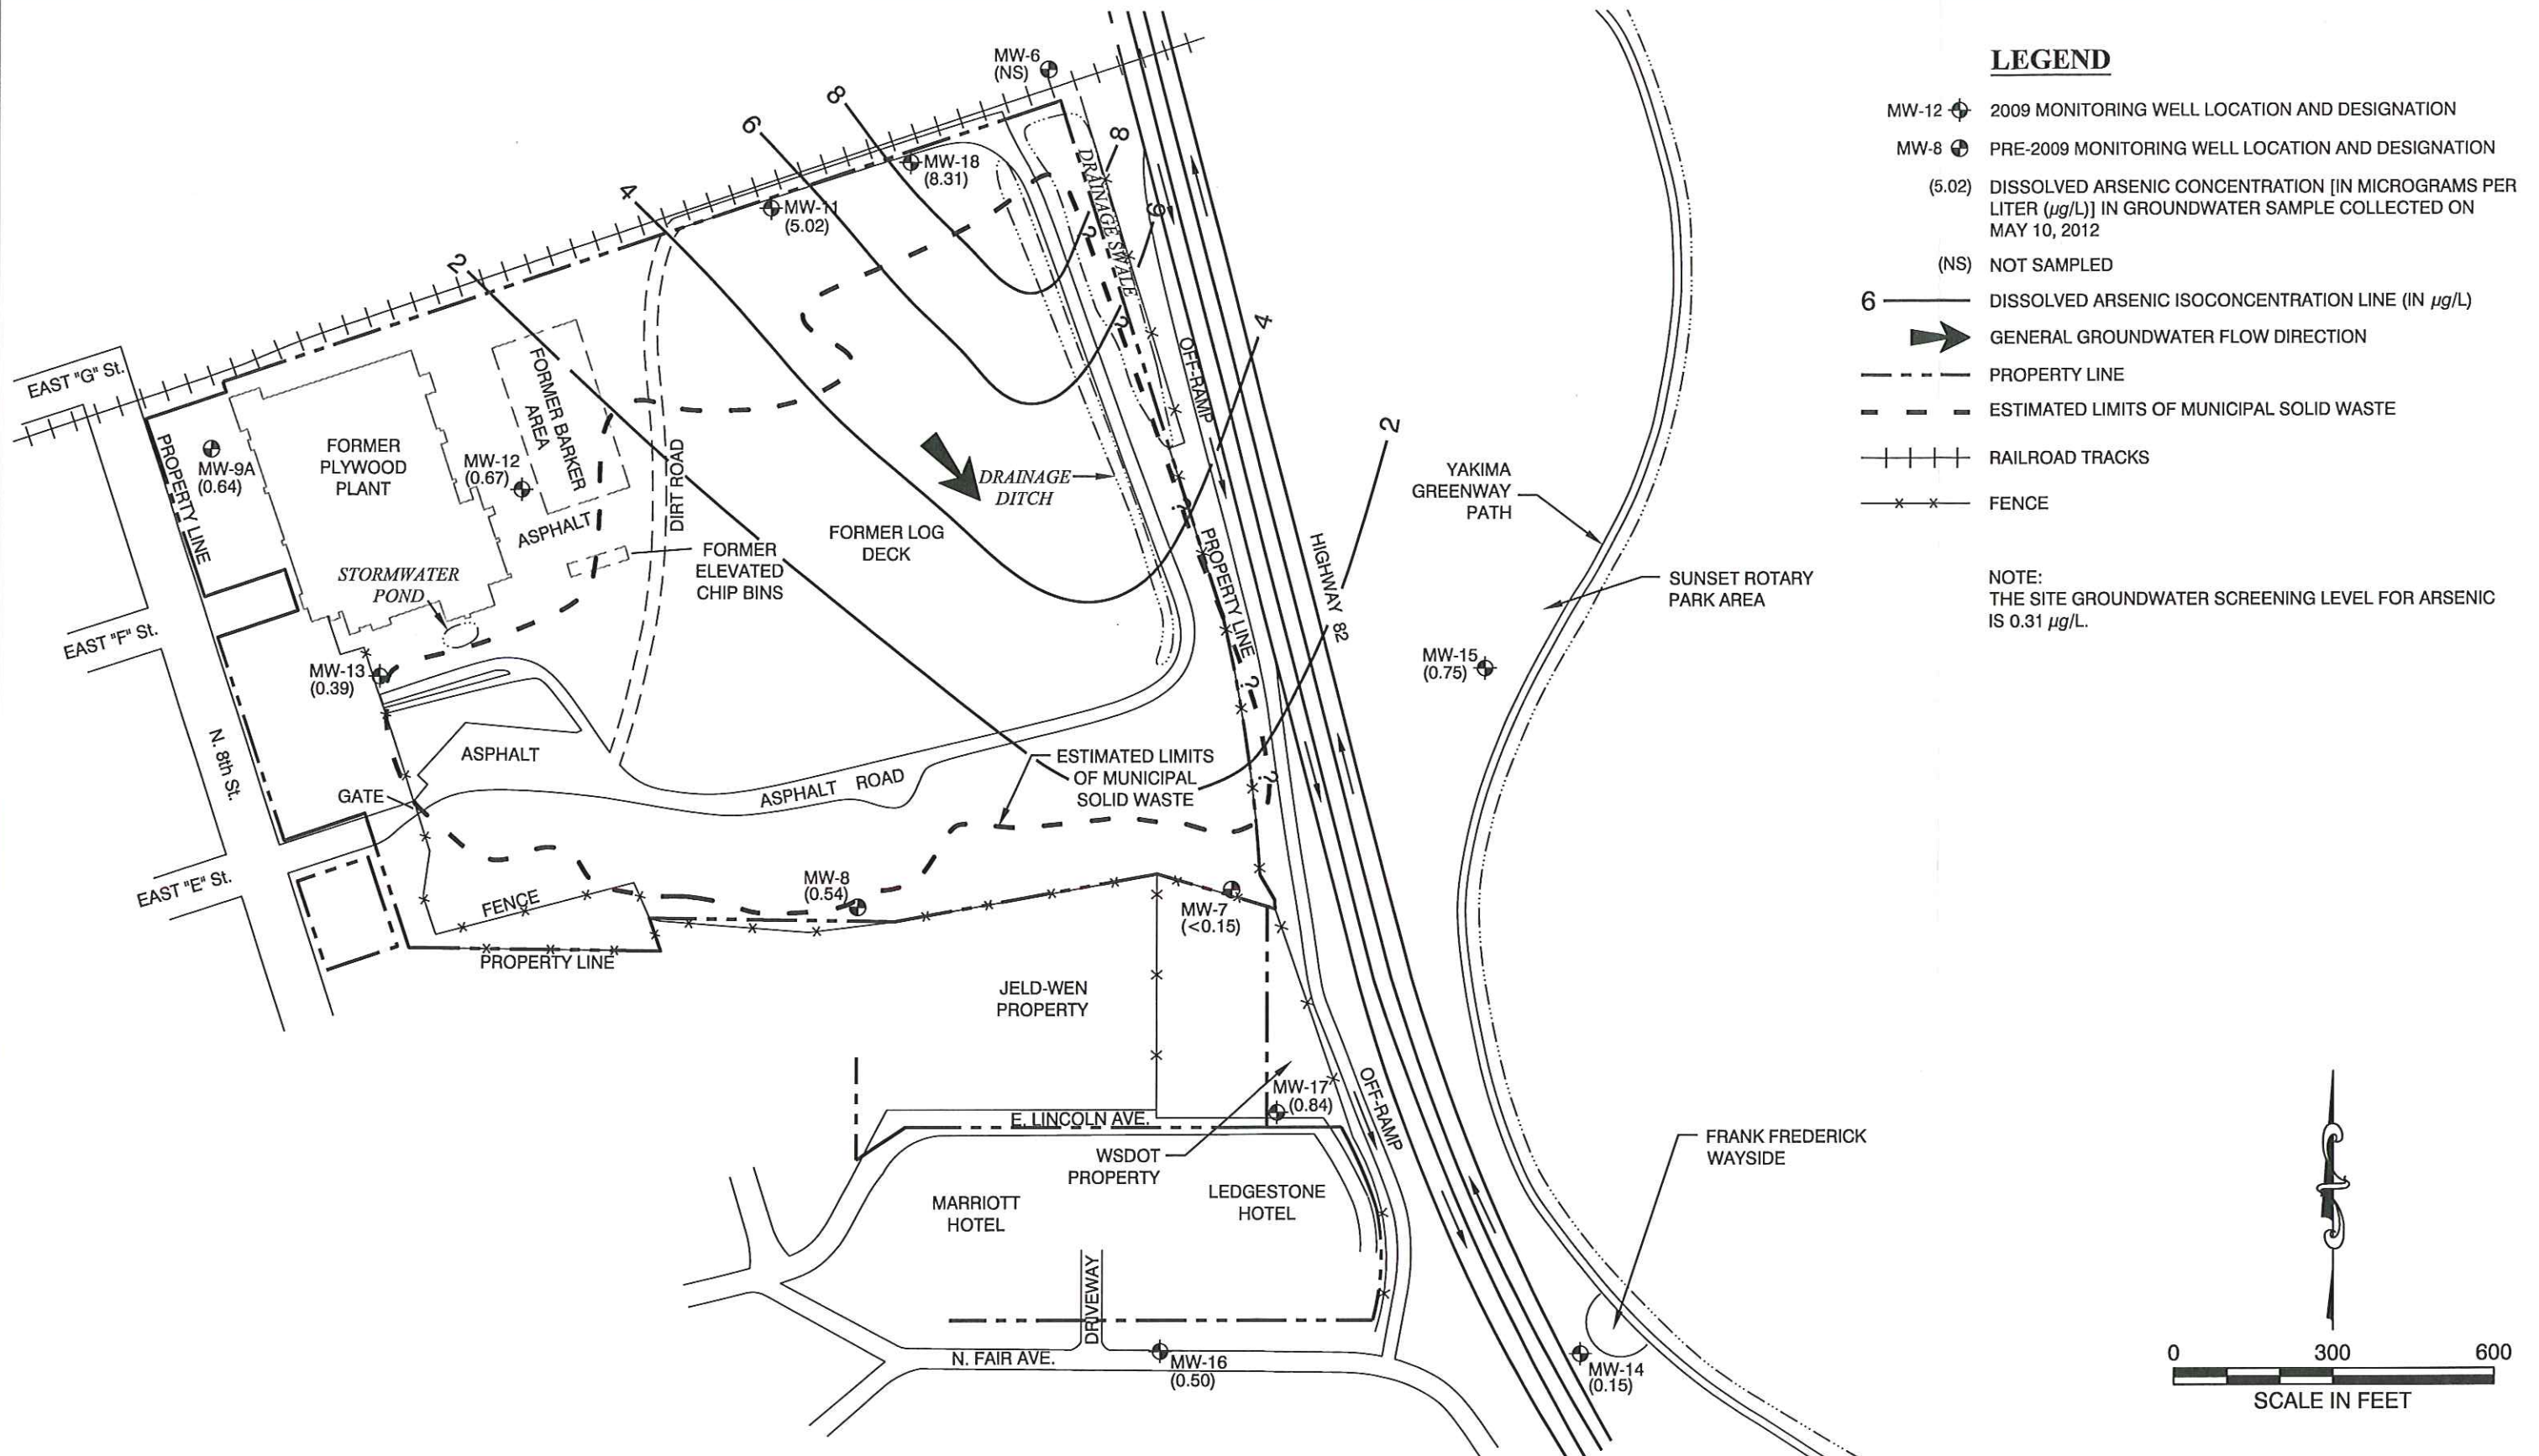 MW-6
(NS)
8
6
4
2
MW-18
(8.31)
MW-11
(5.02)
8
6
4
2
DRAINAGE SWALE
?
?
?
?
?
OFF-RAMP
EAST "G" St.
PROPERTY LINE
MW-9A
(0.64)
FORMER
PLYWOOD
PLANT
FORMER BARKER
AREA
MW-12
(0.67)
ASPHALT
DIRT ROAD
DRAINAGE
DITCH
FORMER LOG
DECK
FORMER
ELEVATED
CHIP BINS
STORMWATER
POND
PROPERTY LINE
HIGHWAY 82
YAKIMA
GREENWAY
PATH
SUNSET ROTARY
PARK AREA
MW-15
(0.75)
EAST "F" St.
MW-13
(0.39)
N. 8th St.
ASPHALT
GATE
ASPHALT ROAD
ESTIMATED LIMITS
OF MUNICIPAL
SOLID WASTE
EAST "E" St.
FENCE
PROPERTY LINE
MW-8
(0.54)
MW-7
(<0.15)
JELD-WEN
PROPERTY
MW-17
(0.84)
OFF-RAMP
E. LINCOLN AVE.
WSDOT
PROPERTY
MARRIOTT
HOTEL
LEDGESTONE
HOTEL
FRANK FREDERICK
WAYSIDE
DRIVEWAY
N. FAIR AVE.
MW-16
(0.50)
MW-14
(0.15)
LEGEND
MW-12 2009 MONITORING WELL LOCATION AND DESIGNATION
MW-8 PRE-2009 MONITORING WELL LOCATION AND DESIGNATION
(5.02) DISSOLVED ARSENIC CONCENTRATION [IN MICROGRAMS PER
LITER (µg/L)] IN GROUNDWATER SAMPLE COLLECTED ON
MAY 10, 2012
(NS) NOT SAMPLED
6 DISSOLVED ARSENIC ISOCONCENTRATION LINE (IN µg/L)
GENERAL GROUNDWATER FLOW DIRECTION
PROPERTY LINE
ESTIMATED LIMITS OF MUNICIPAL SOLID WASTE
RAILROAD TRACKS
FENCE
NOTE:
THE SITE GROUNDWATER SCREENING LEVEL FOR ARSENIC
IS 0.31 µg/L.
0 300 600
SCALE IN FEET